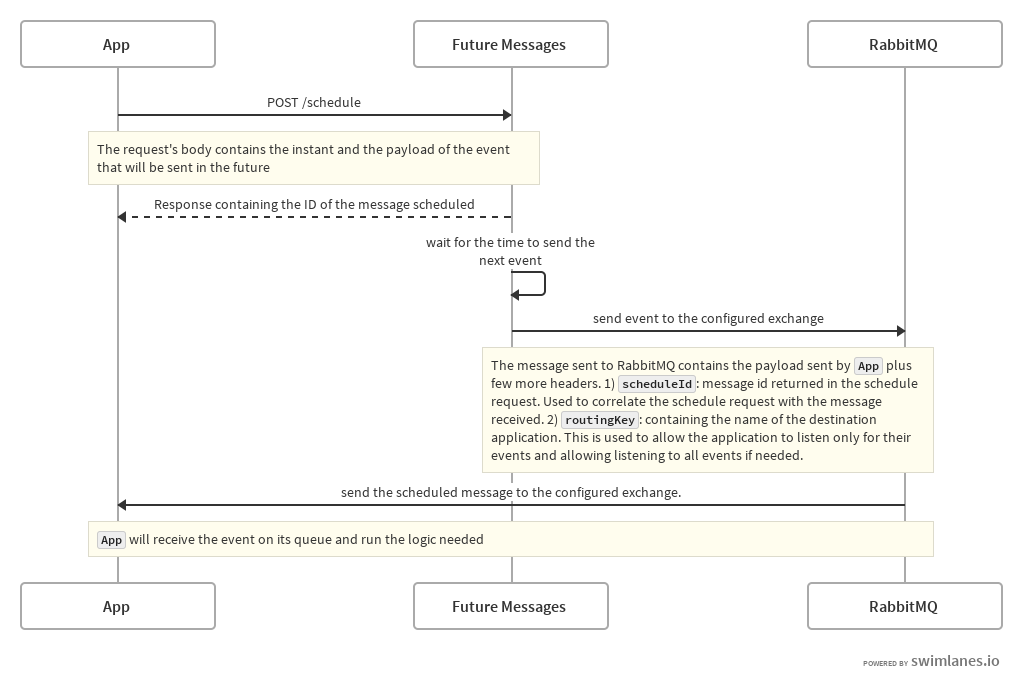 App
Future Messages
RabbitMQ
POST /schedule
The request's body contains the instant and the payload of the event
that will be sent in the future
Response containing the ID of the message scheduled
wait for the time to send the
next event
send event to the configured exchange
The message sent to RabbitMQ contains the payload sent by App plus
few more headers. 1) scheduleId: message id returned in the schedule
request. Used to correlate the schedule request with the message
received. 2) routingKey: containing the name of the destination
application. This is used to allow the application to listen only for their
events and allowing listening to all events if needed.
send the scheduled message to the configured exchange.
App will receive the event on its queue and run the logic needed
App
Future Messages
RabbitMQ
POWERED BY swimlanes.io